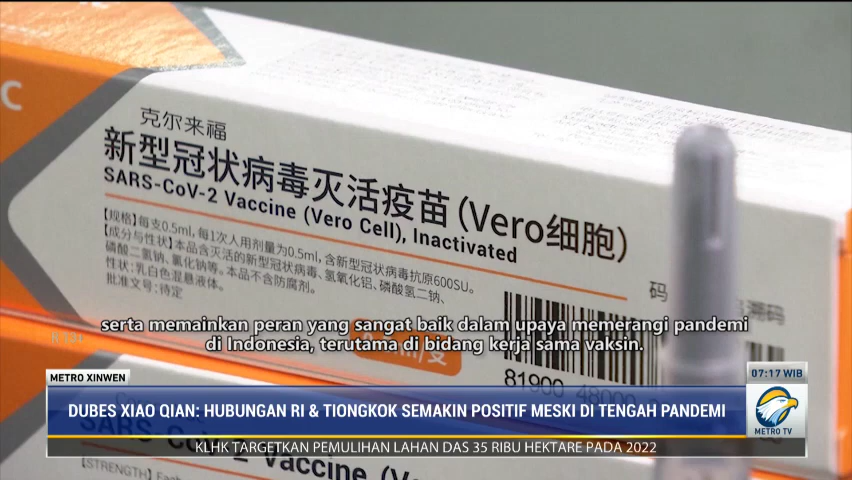 C
克尔来福
新型冠状病毒灭活疫苗(Vero细胞)
SARS-CoV-2 Vaccine (Vero Cell), Inactivated
【规格】每支0.5ml, 每1次人用剂量为0.5ml, 含新型冠状病毒抗原600SU。
【成分与性状】本品含灭活的新型冠状病毒、氢氧化铝、磷酸氢二钠、
磷酸二氢钠、氯化钠等。本品不含防腐剂。
性状:乳白色混悬液体。
批准文号:待定
码
serta memainkan peran yang sangat baik dalam upaya memerangi pandemi
di Indonesia, terutama di bidang kerja sama vaksin.
81900
METRO XINWEN
07:17 WIB
DUBES XIAO QIAN: HUBUNGAN RI & TIONGKOK SEMAKIN POSITIF MESKI DI TENGAH PANDEMI
METRO TV
KLHK TARGETKAN PEMULIHAN LAHAN DAS 35 RIBU HEKTARE PADA 2022
Vaccine
[STRENGTH]